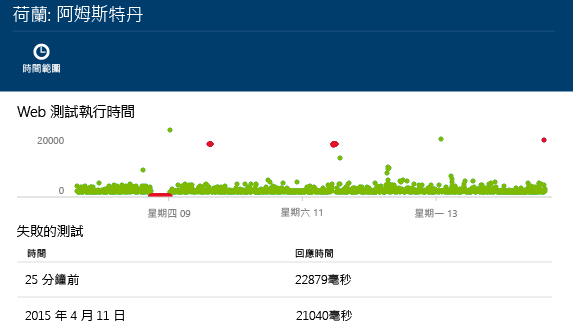 荷蘭: 阿姆斯特丹
時間範圍
Web 測試執行時間
20000
0
星期四 09 星期六 11 星期一 13
失敗的測試
時間 回應時間
25 分鐘前 22879毫秒
2015 年 4 月 11 日 21040毫秒